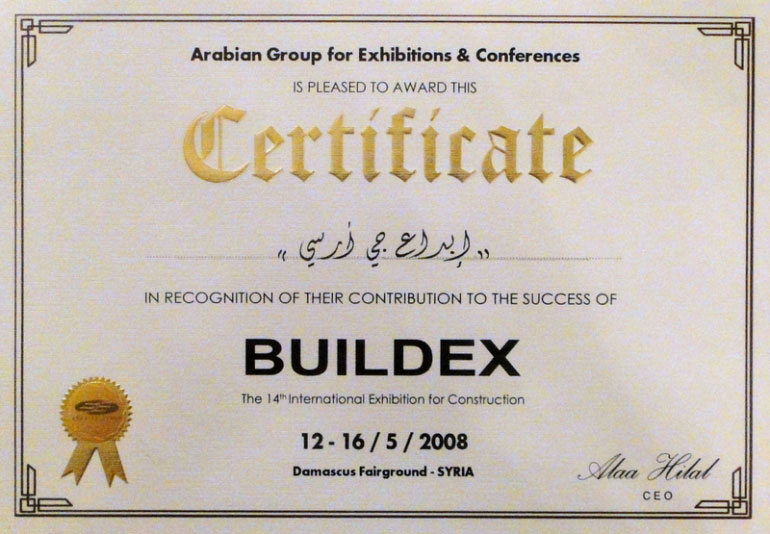 Arabian Group for Exhibitions & Conferences
IS PLEASED TO AWARD THIS
Certificate
"إبداع جي أرسي"
IN RECOGNITION OF THEIR CONTRIBUTION TO THE SUCCESS OF
BUILDEX
The 14th International Exhibition for Construction
12 - 16 / 5 / 2008
Damascus Fairground - SYRIA
Alaa Hilal
CEO